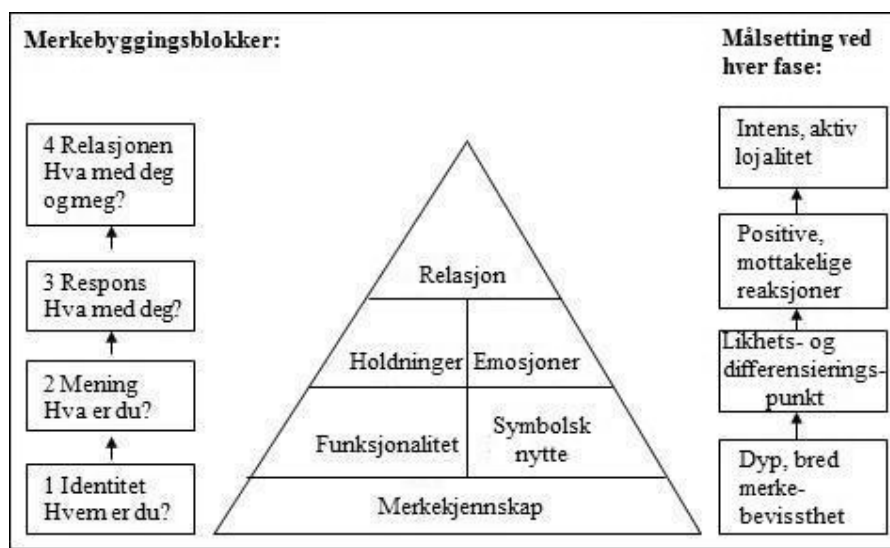 Merkebyggingsblokker:
Målsetting ved
hver fase:
4 Relasjonen
Hva med deg
og meg?
3 Respons
Hva med deg?
2 Mening
Hva er du?
1 Identitet
Hvem er du?
Relasjon
Holdninger
Emosjoner
Funksjonalitet
Symbolsk
nytte
Merkekjennskap
Intens, aktiv
lojalitet
Positive,
mottakelige
reaksjoner
Likhets- og
differensierings-
punkt
Dyp, bred
merke-
bevissthet